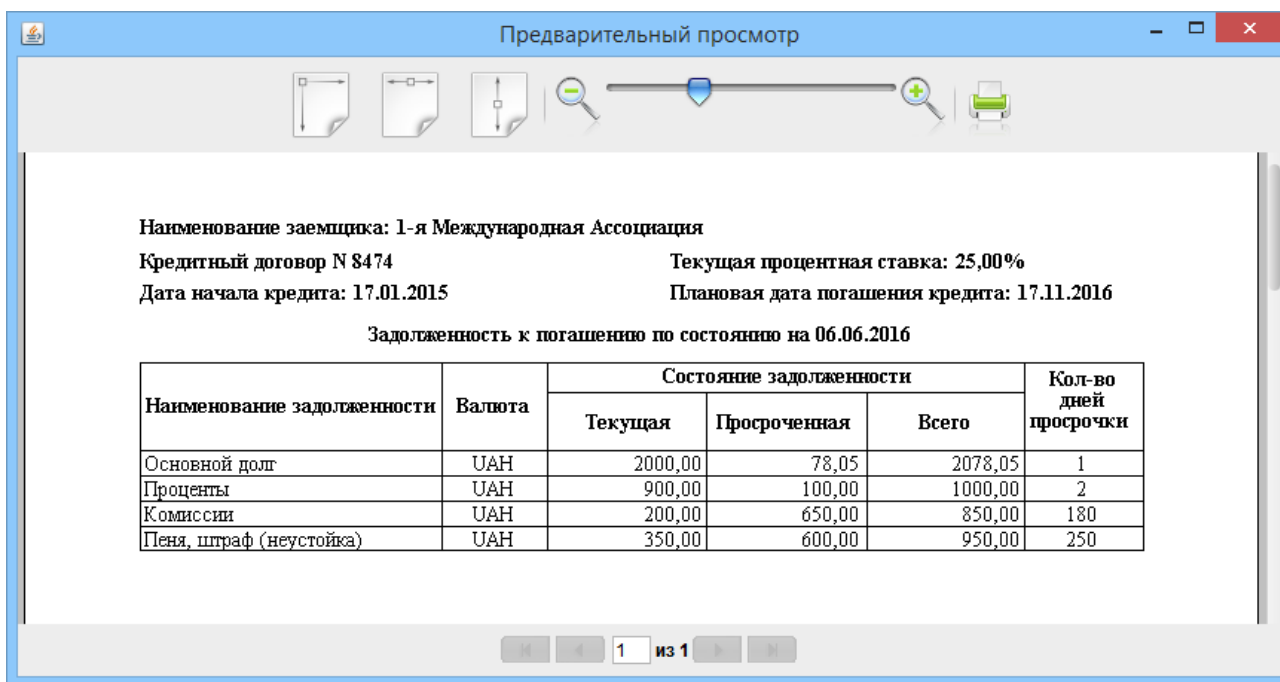 Предварительный просмотр
Наименование заемщика: 1-я Международная Ассоциация
Кредитный договор N 8474 Текущая процентная ставка: 25,00%
Дата начала кредита: 17.01.2015 Плановая дата погашения кредита: 17.11.2016
Задолженность к погашению по состоянию на 06.06.2016
Наименование задолженности Валюта Состояние задолженности Кол-во дней просрочки
Текущая Просроченная Всего
Основной долг UAH 2000,00 78,05 2078,05 1
Проценты UAH 900,00 100,00 1000,00 2
Комиссии UAH 200,00 650,00 850,00 180
Пеня, штраф (неустойка) UAH 350,00 600,00 950,00 250
1 из 1